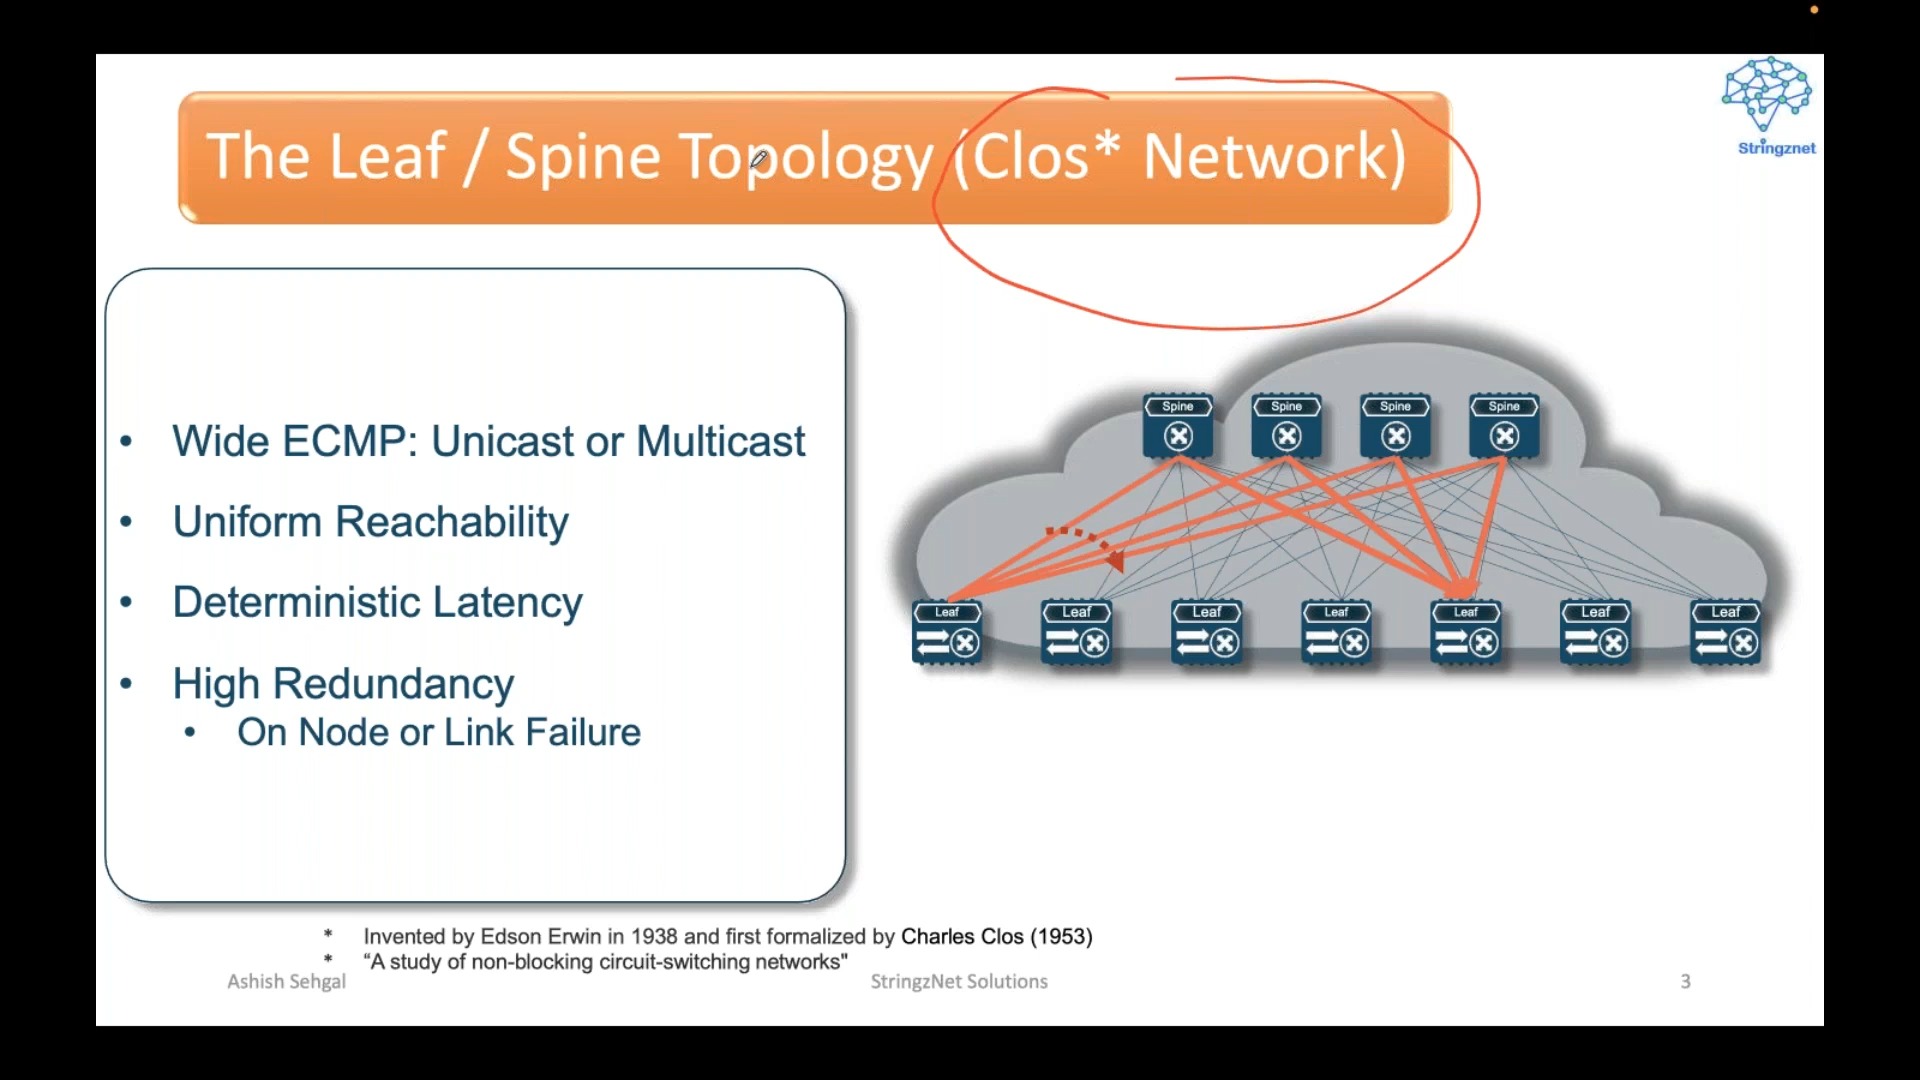 The Leaf / Spine Topology (Clos* Network)
Stringznet
• Wide ECMP: Unicast or Multicast
• Uniform Reachability
• Deterministic Latency
• High Redundancy
• On Node or Link Failure
Spine Spine Spine Spine
Leaf Leaf Leaf Leaf Leaf Leaf Leaf
* Invented by Edson Erwin in 1938 and first formalized by Charles Clos (1953)
* “A study of non-blocking circuit-switching networks"
Ashish Sehgal StringzNet Solutions 3